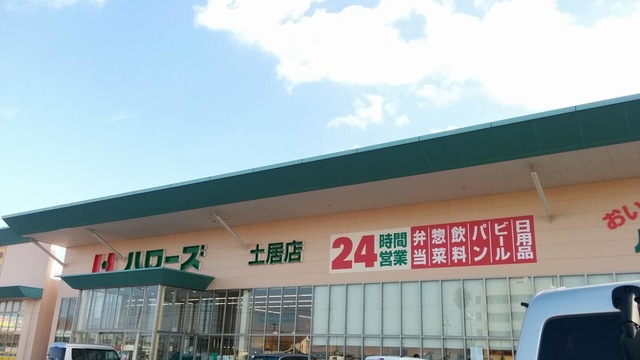 ハローズ 土居店
24時間営業 弁当 惣菜 飲料 パン ビール 日用品
おい